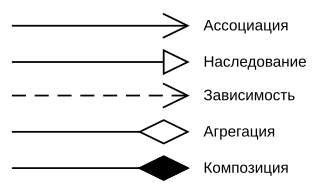 Ассоциация
Наследование
Зависимость
Агрегация
Композиция